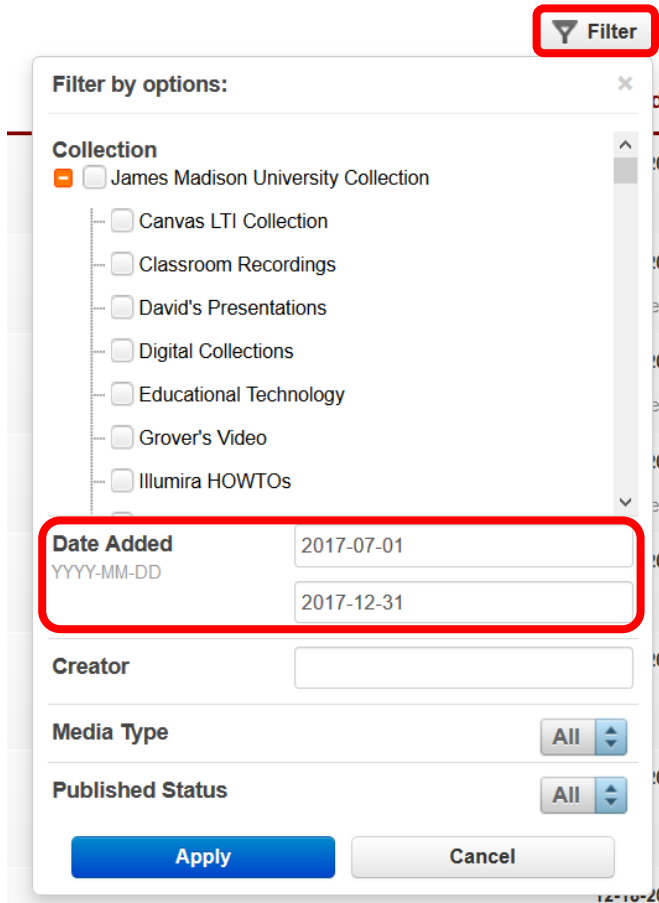 Filter
Filter by options:
Collection
James Madison University Collection
Canvas LTI Collection
Classroom Recordings
David's Presentations
Digital Collections
Educational Technology
Grover's Video
Illumira HOWTOs
Date Added
2017-07-01
YYYY-MM-DD
2017-12-31
Creator
Media Type
All
Published Status
All
Apply
Cancel